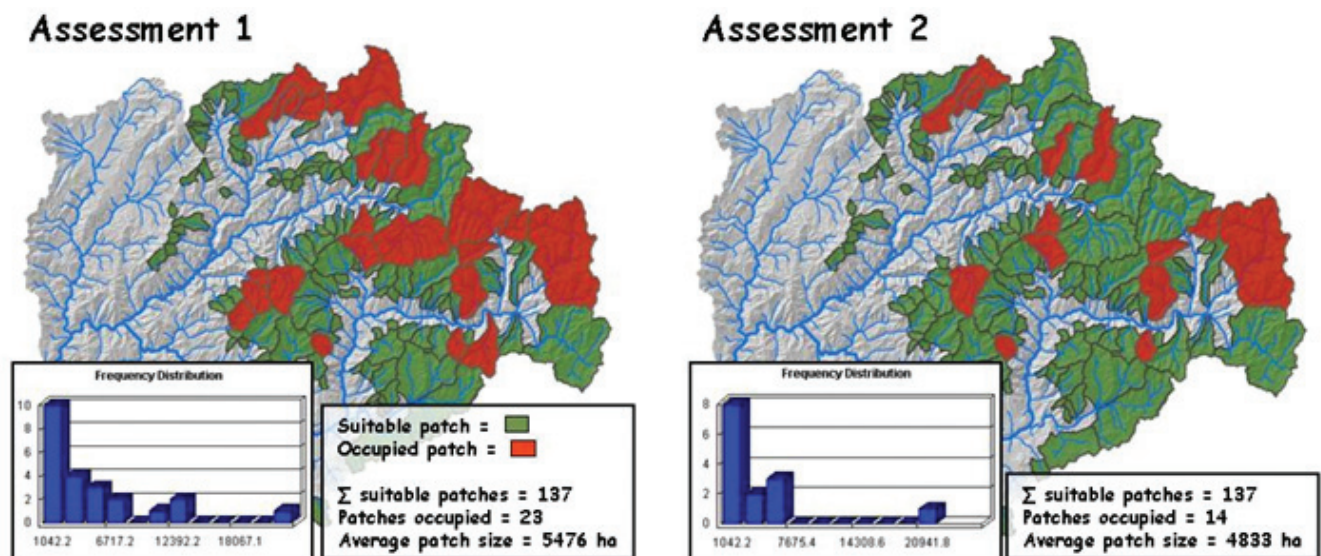 Assessment 1
Frequency Distribution
10
8
6
4
2
0
1042.2 6717.2 12392.2 18067.1
Suitable patch =
Occupied patch =
Σ suitable patches = 137
Patches occupied = 23
Average patch size = 5476 ha
Assessment 2
Frequency Distribution
8
6
4
2
0
1042.2 7675.4 14308.6 20941.8
Σ suitable patches = 137
Patches occupied = 14
Average patch size = 4833 ha